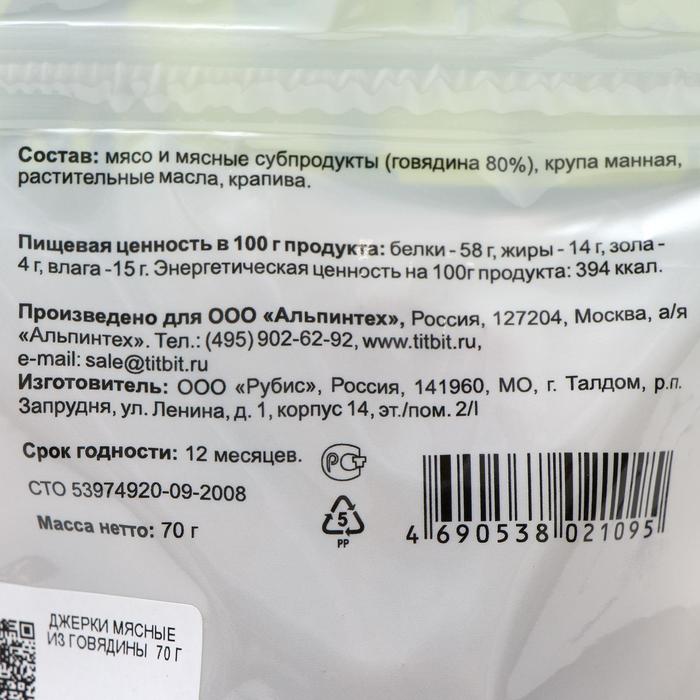 Состав: мясо и мясные субпродукты (говядина 80%), крупа манная,
растительные масла, крапива.
Пищевая ценность в 100 г продукта: белки - 58 г, жиры - 14 г, зола -
4 г, влага -15 г. Энергетическая ценность на 100г продукта: 394 ккал.
Произведено для ООО «Альпинтех», Россия, 127204, Москва, а/я
«Альпинтех». Тел.: (495) 902-62-92, www.titbit.ru,
e-mail: sale@titbit.ru
Изготовитель: ООО «Рубис», Россия, 141960, МО, г. Талдом, р.п.
Запрудня, ул. Ленина, д. 1, корпус 14, эт./пом. 2/I
Срок годности: 12 месяцев.
РСТ
СТО 53974920-09-2008
Масса нетто: 70 г
5
PP
4 690538 021095
ДЖЕРКИ МЯСНЫЕ
ИЗ ГОВЯДИНЫ 70 Г